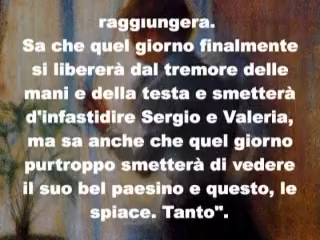 raggiungerà.
Sa che quel giorno finalmente
si libererà dal tremore delle
mani e della testa e smetterà
d'infastidire Sergio e Valeria,
ma sa anche che quel giorno
purtroppo smetterà di vedere
il suo bel paesino e questo, le
spiace. Tanto".